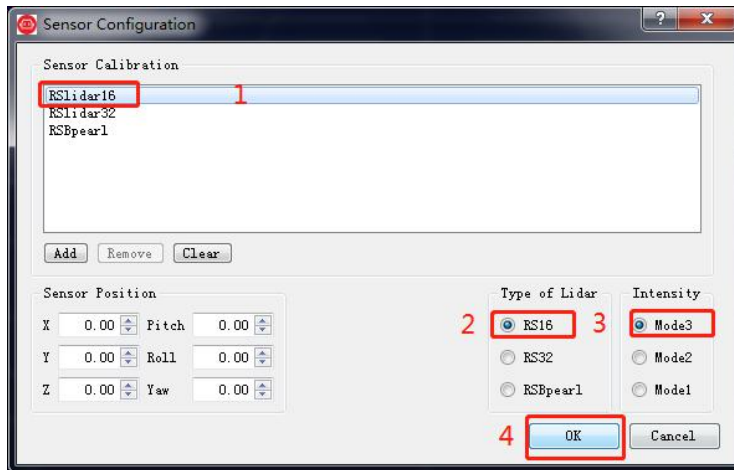 Sensor Configuration
?
X
Sensor Calibration
RSlidar16
1
RSlidar32
RSBpearl
Add Remove Clear
Sensor Position
X 0.00 Pitch 0.00
Y 0.00 Roll 0.00
Z 0.00 Yaw 0.00
Type of Lidar
2
RS16
RS32
RSBpearl
Intensity
3
Mode3
Mode2
Mode1
4
OK Cancel